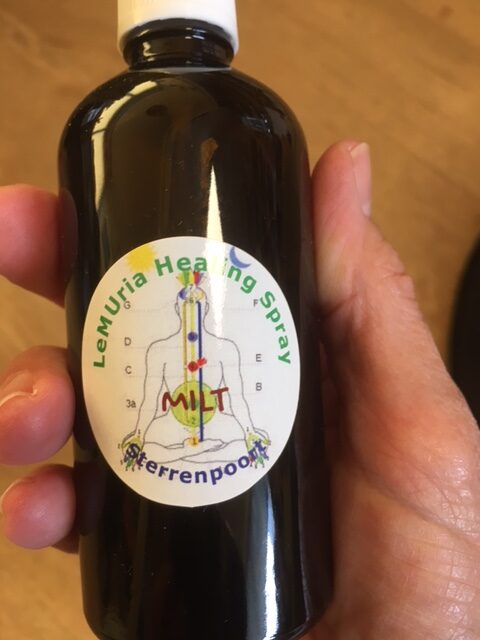 LeMUria Healing Spray
G
F
D
E
C
B
3a
MILT
Sterrenpoort